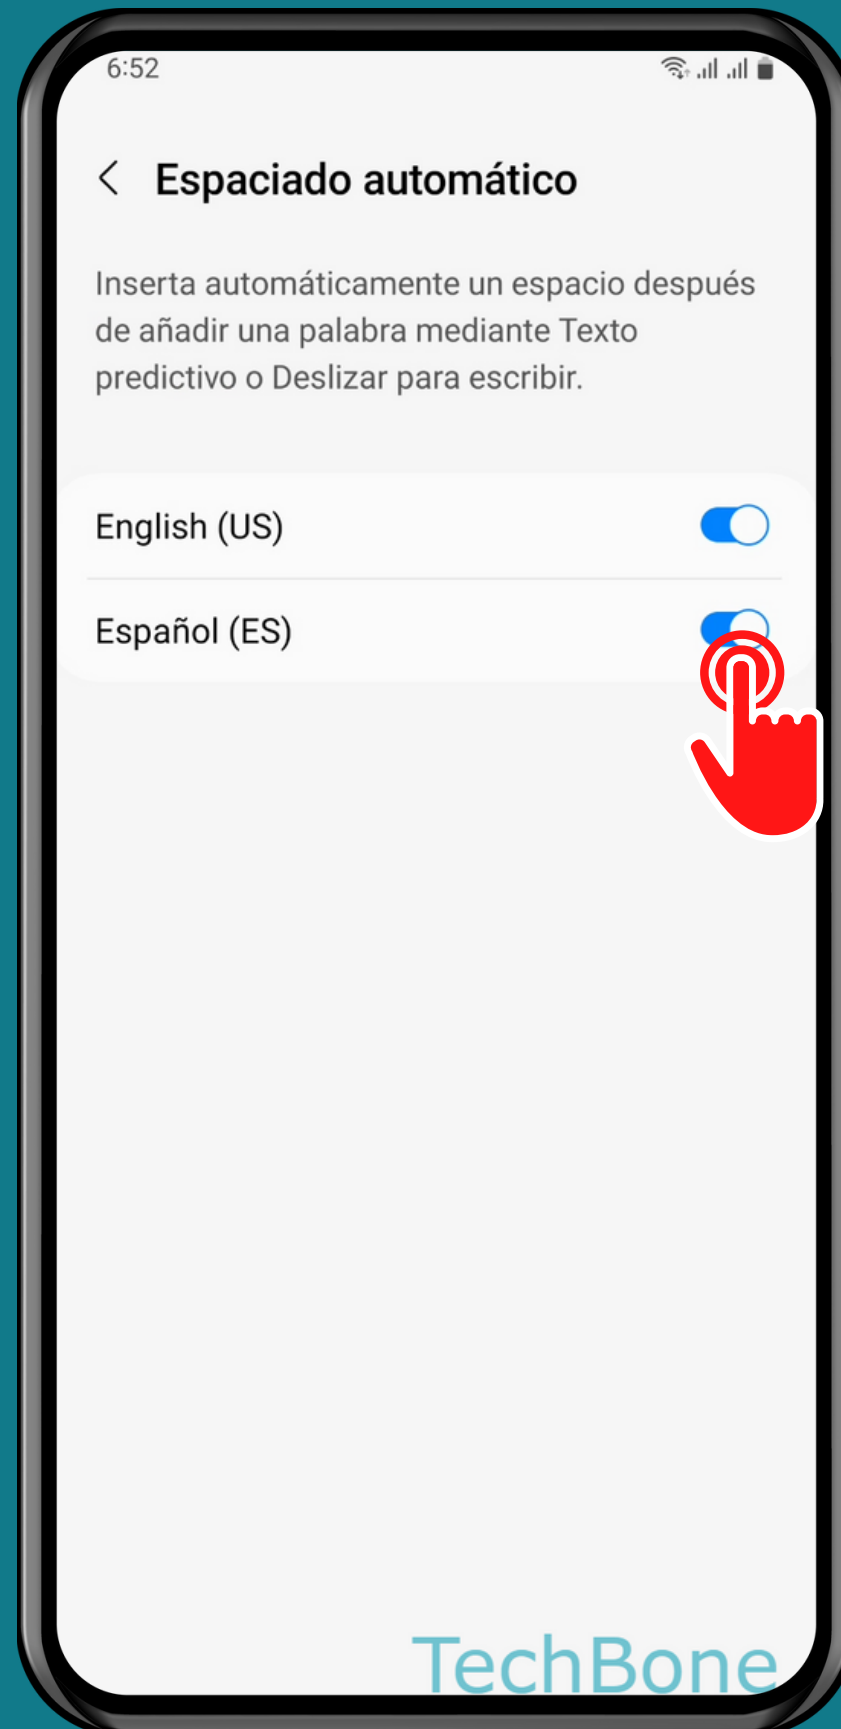 6:52
Espaciado automático
Inserta automáticamente un espacio después
de añadir una palabra mediante Texto
predictivo o Deslizar para escribir.
English (US)
Español (ES)
TechBone